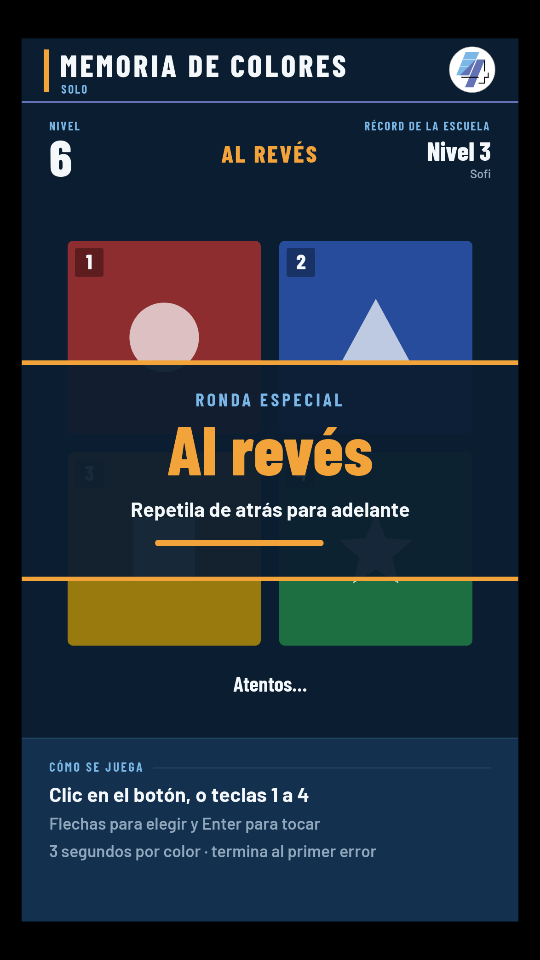 MEMORIA DE COLORES
SOLO
4
NIVEL
6
AL REVÉS
RÉCORD DE LA ESCUELA
Nivel 3
Sofi
1
2
3
RONDA ESPECIAL
Al revés
Repetila de atrás para adelante
Atentos...
CÓMO SE JUEGA
Clic en el botón, o teclas 1 a 4
Flechas para elegir y Enter para tocar
3 segundos por color · termina al primer error